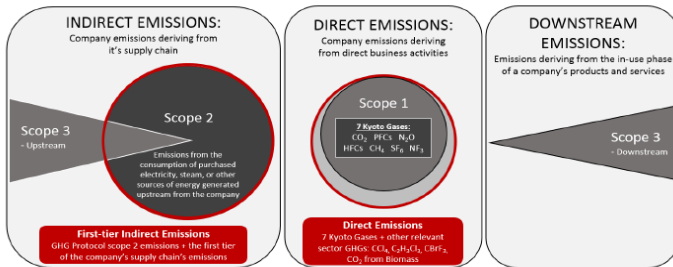 INDIRECT EMISSIONS:
Company emissions deriving from
it's supply chain
Scope 3
- Upstream
Scope 2
Emissions from the
consumption of purchased
electricity, steam, or other
sources of energy generated
upstream from the company
First-tier Indirect Emissions
GHG Protocol scope 2 emissions + the first tier
of the company's supply chain's emissions
DIRECT EMISSIONS:
Company emissions deriving
from direct business activities
Scope 1
7 Kyoto Gases:
CO₂ PFCs N₂O
HFCs CH₄ SF₆ NF₃
Direct Emissions
7 Kyoto Gases + other relevant
sector GHGs: CCl₄, C₂H₃Cl₃, CBrF₃,
CO₂ from Biomass
DOWNSTREAM
EMISSIONS:
Emissions deriving from the in-use phase
of a company's products and services
Scope 3
- Downstream